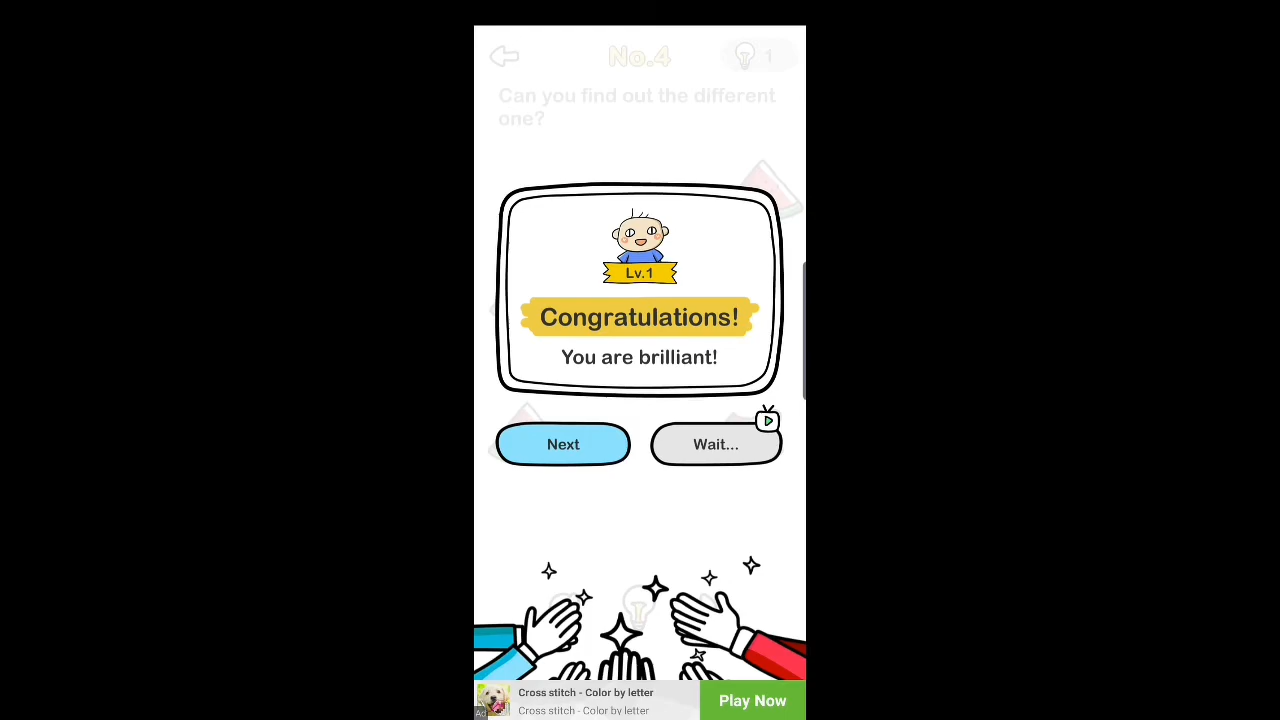 No.4
1
Can you find out the different
one?
Lv.1
Congratulations!
You are brilliant!
Next
Wait...
Cross stitch - Color by letter
Cross stitch - Color by letter
Ad
Play Now